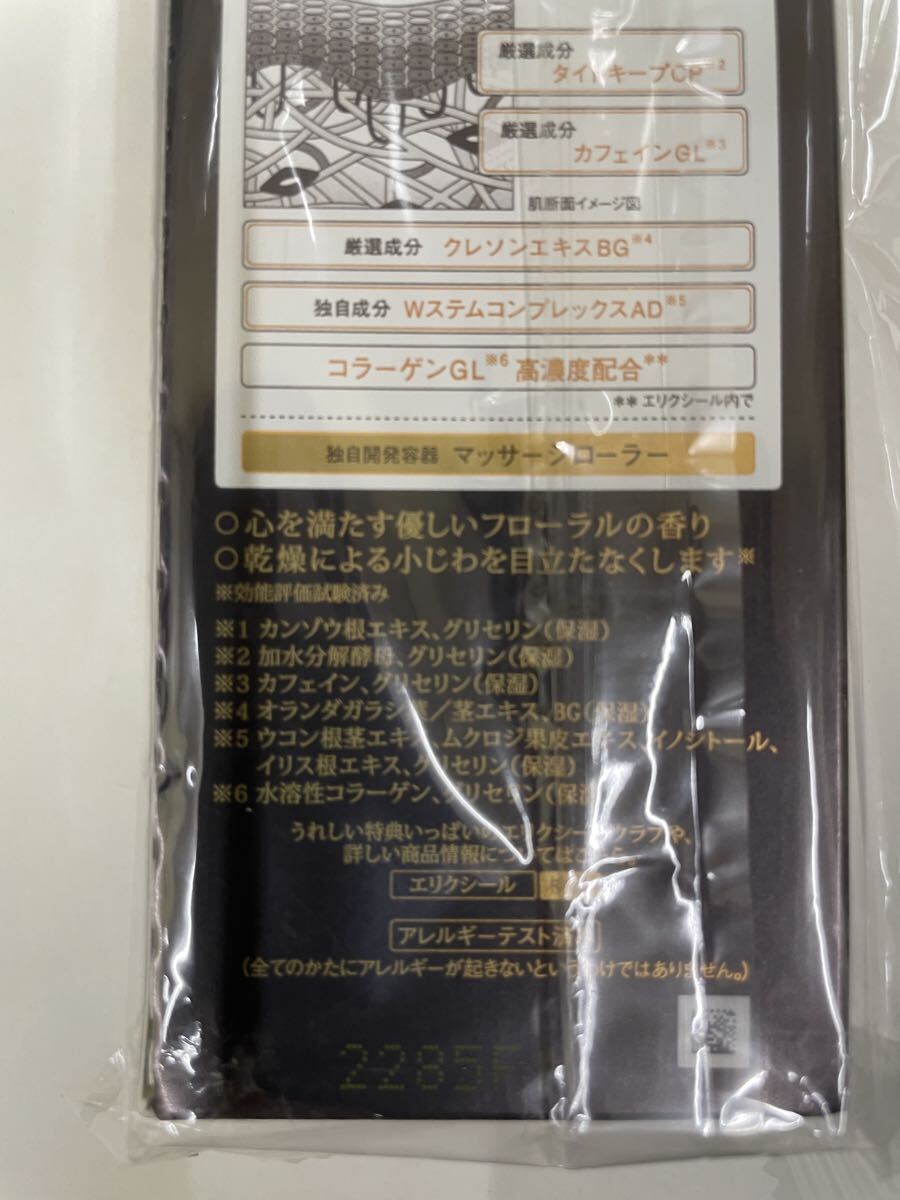 厳選成分
タイトキープCP※2
厳選成分
カフェインGL※3
肌断面イメージ図
厳選成分 クレソンエキスBG※4
独自成分 WステムコンプレックスAD※5
コラーゲンGL※6 高濃度配合**
** エリクシール内で
独自開発容器 マッサージローラー
○心を満たす優しいフローラルの香り
○乾燥による小じわを目立たなくします※
※効能評価試験済み
※1 カンゾウ根エキス、グリセリン(保湿)
※2 加水分解酵母、グリセリン(保湿)
※3 カフェイン、グリセリン(保湿)
※4 オランダガラシ葉/茎エキス、BG(保湿)
※5 ウコン根茎エキス、ムクロジ果皮エキス、イノシトール、
イリス根エキス、グリセリン(保湿)
※6 水溶性コラーゲン、グリセリン(保湿
うれしい特典いっぱいのエリクシールクラブや、
詳しい商品情報についてはこちら。
エリクシール
アレルギーテスト済み
(全てのかたにアレルギーが起きないというわけではありません。)
2285F